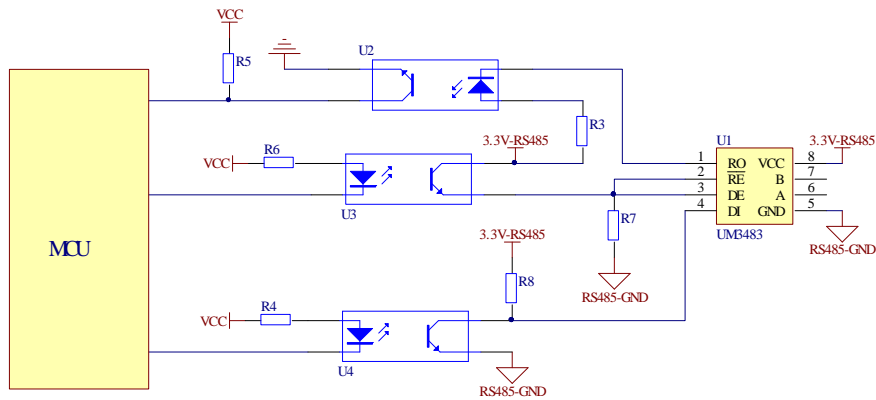 VCC
R5
U2
R3
3.3V-RS485
U1
3.3V-RS485
VCC
R6
U3
1 RO VCC 8
2 RE B 7
3 DE A 6
4 DI GND 5
UM3483
R7
RS485-GND
RS485-GND
MCU
3.3V-RS485
R8
VCC
R4
U4
RS485-GND